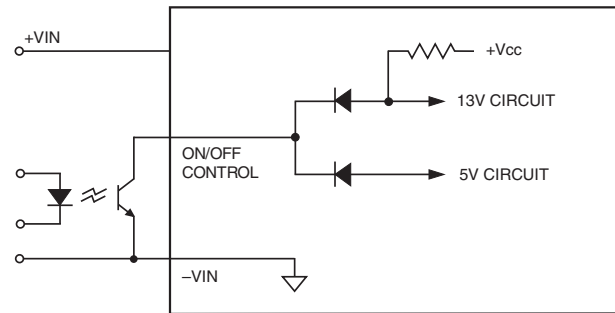 +VIN
+Vcc
13V CIRCUIT
ON/OFF
CONTROL
5V CIRCUIT
–VIN